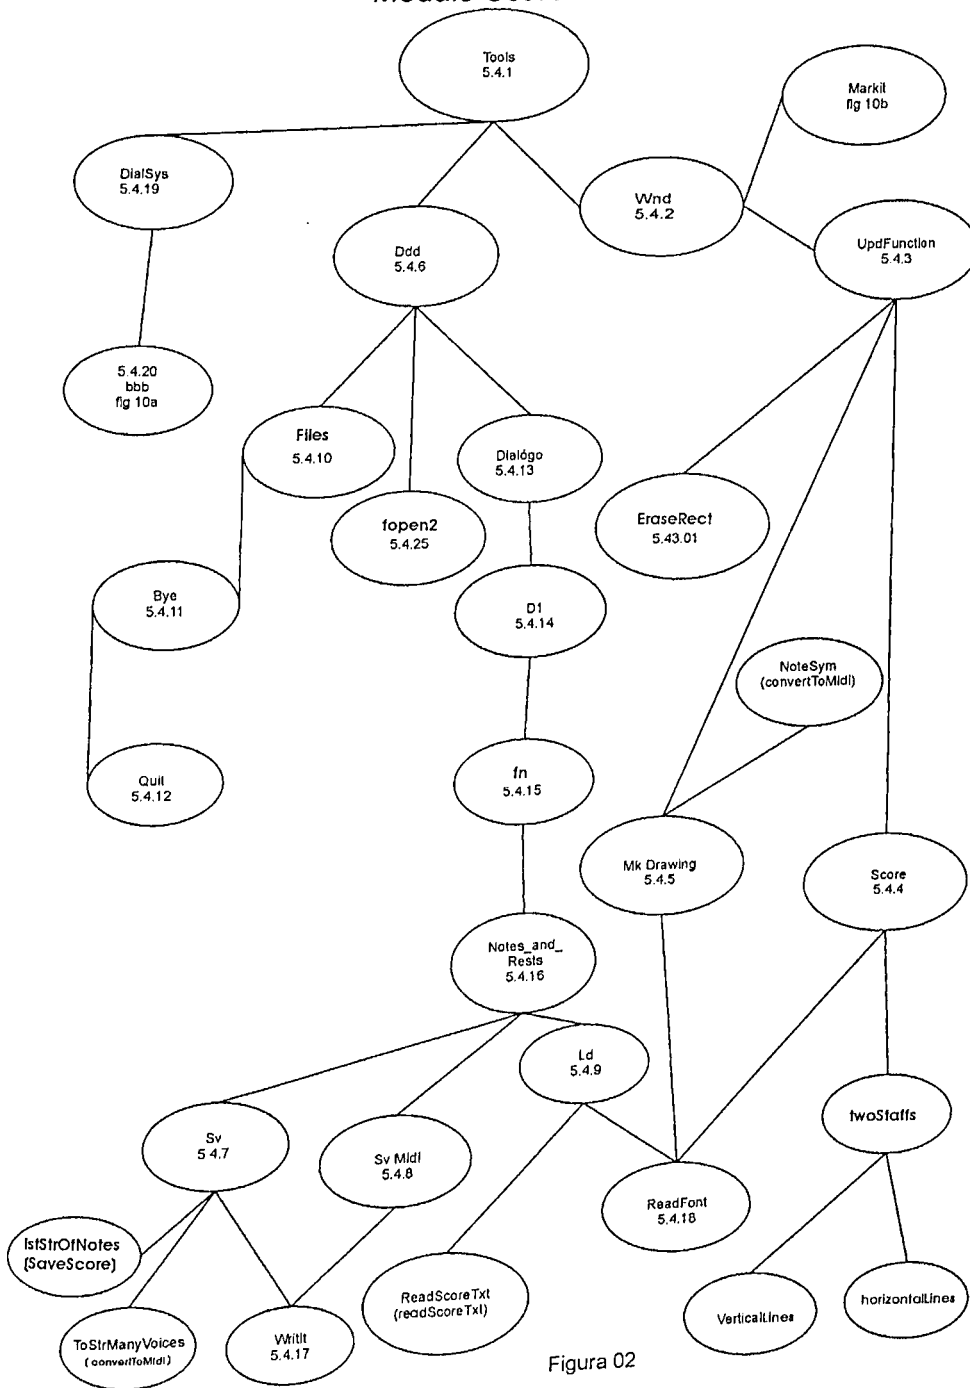 Tools
5.4.1
Markit
fig 10b
DialSys
5.4.19
Wnd
5.4.2
Ddd
5.4.6
UpdFunction
5.4.3
5.4.20
bbb
fig 10a
Files
5.4.10
Dialógo
5.4.13
fopen2
5.4.25
EraseRect
5.43.01
Bye
5.4.11
D1
5.4.14
NoteSym
(convertToMidi)
Quit
5.4.12
fn
5.4.15
Mk Drawing
5.4.5
Score
5.4.4
Notes_and_
Rests
5.4.16
Ld
5.4.9
twoStaffs
Sv
5 4.7
Sv Midi
5.4.8
ReadFont
5.4.18
lstStrOfNotes
(SaveScore)
ReadScoreTxt
(readScoreTxt)
VerticalLines
horizontalLines
ToStrManyVoices
(convertToMidi)
WritIt
5.4.17
Figura 02